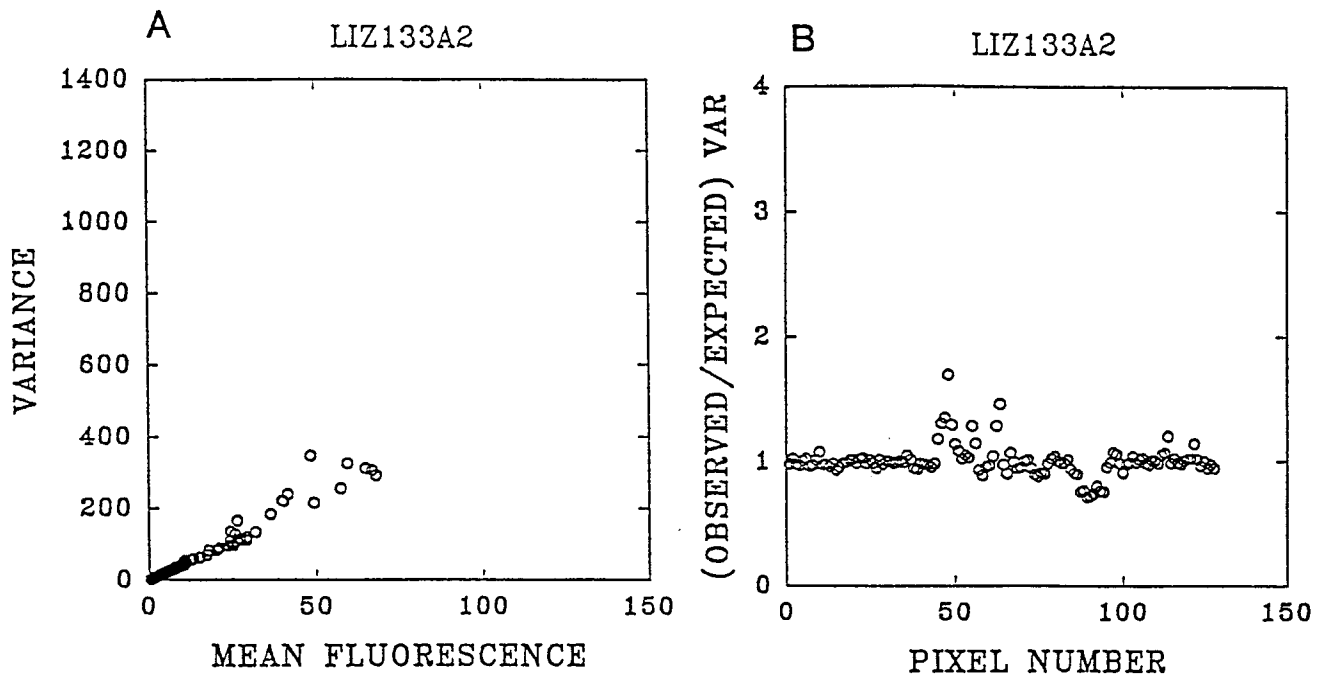 A
LIZ133A2
1400
1200
1000
800
600
400
200
0
VARIANCE
0 50 100 150
MEAN FLUORESCENCE
B
LIZ133A2
4
3
2
1
0
(OBSERVED/EXPECTED) VAR
0 50 100 150
PIXEL NUMBER